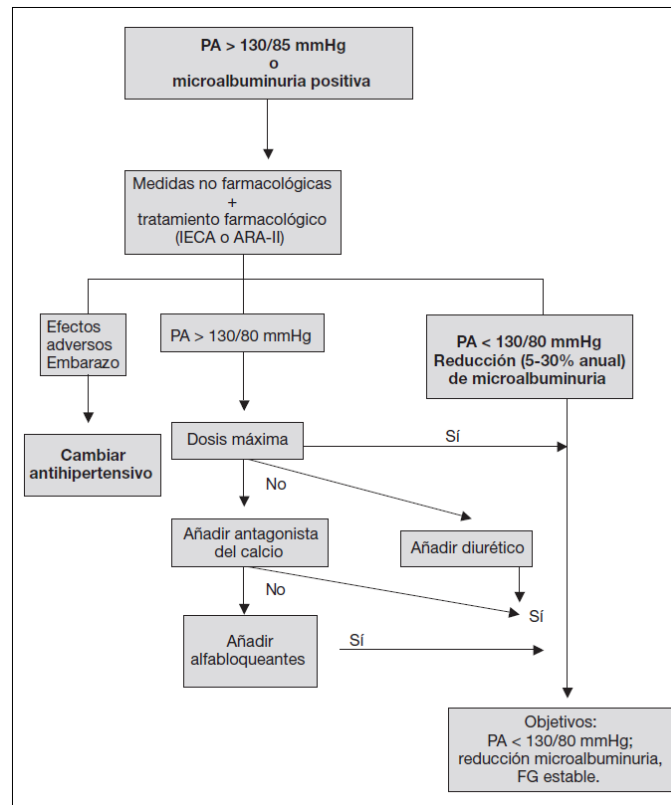 PA > 130/85 mmHg
o
microalbuminuria positiva
Medidas no farmacológicas
+
tratamiento farmacológico
(IECA o ARA-II)
Efectos
adversos
Embarazo
PA > 130/80 mmHg
PA < 130/80 mmHg
Reducción (5-30% anual)
de microalbuminuria
Cambiar
antihipertensivo
Dosis máxima
Sí
No
Añadir antagonista
del calcio
Añadir diurético
No
Sí
Añadir
alfabloqueantes
Sí
Objetivos:
PA < 130/80 mmHg;
reducción microalbuminuria,
FG estable.